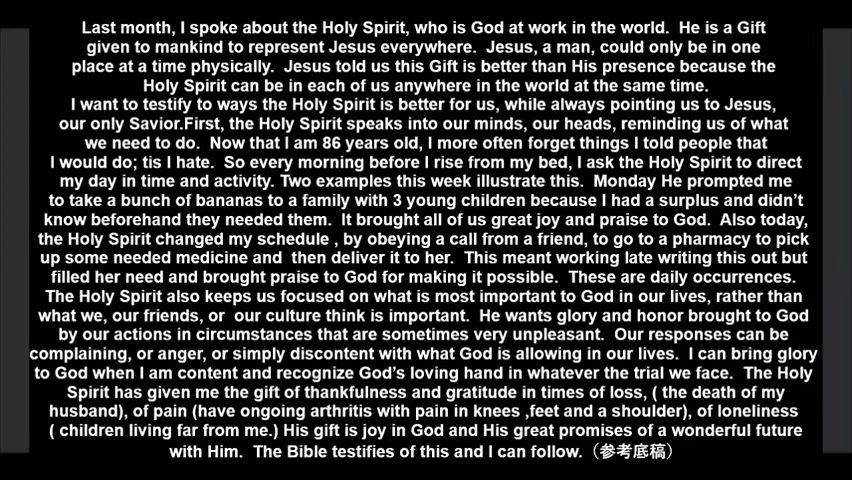 Last month, I spoke about the Holy Spirit, who is God at work in the world.  He is a Gift
given to mankind to represent Jesus everywhere.  Jesus, a man, could only be in one
place at a time physically.  Jesus told us this Gift is better than His presence because the
Holy Spirit can be in each of us anywhere in the world at the same time.
I want to testify to ways the Holy Spirit is better for us, while always pointing us to Jesus,
our only Savior.First, the Holy Spirit speaks into our minds, our heads, reminding us of what
we need to do.  Now that I am 86 years old, I more often forget things I told people that
I would do; tis I hate.  So every morning before I rise from my bed, I ask the Holy Spirit to direct
my day in time and activity. Two examples this week illustrate this.  Monday He prompted me
to take a bunch of bananas to a family with 3 young children because I had a surplus and didn't
know beforehand they needed them.  It brought all of us great joy and praise to God.  Also today,
the Holy Spirit changed my schedule , by obeying a call from a friend, to go to a pharmacy to pick
up some needed medicine and  then deliver it to her.  This meant working late writing this out but
filled her need and brought praise to God for making it possible.  These are daily occurrences.
The Holy Spirit also keeps us focused on what is most important to God in our lives, rather than
what we, our friends, or  our culture think is important.  He wants glory and honor brought to God
by our actions in circumstances that are sometimes very unpleasant.  Our responses can be
complaining, or anger, or simply discontent with what God is allowing in our lives.  I can bring glory
to God when I am content and recognize God's loving hand in whatever the trial we face.  The Holy
Spirit has given me the gift of thankfulness and gratitude in times of loss, ( the death of my
husband), of pain (have ongoing arthritis with pain in knees ,feet and a shoulder), of loneliness
( children living far from me.) His gift is joy in God and His great promises of a wonderful future
with Him.  The Bible testifies of this and I can follow.（参考底稿）